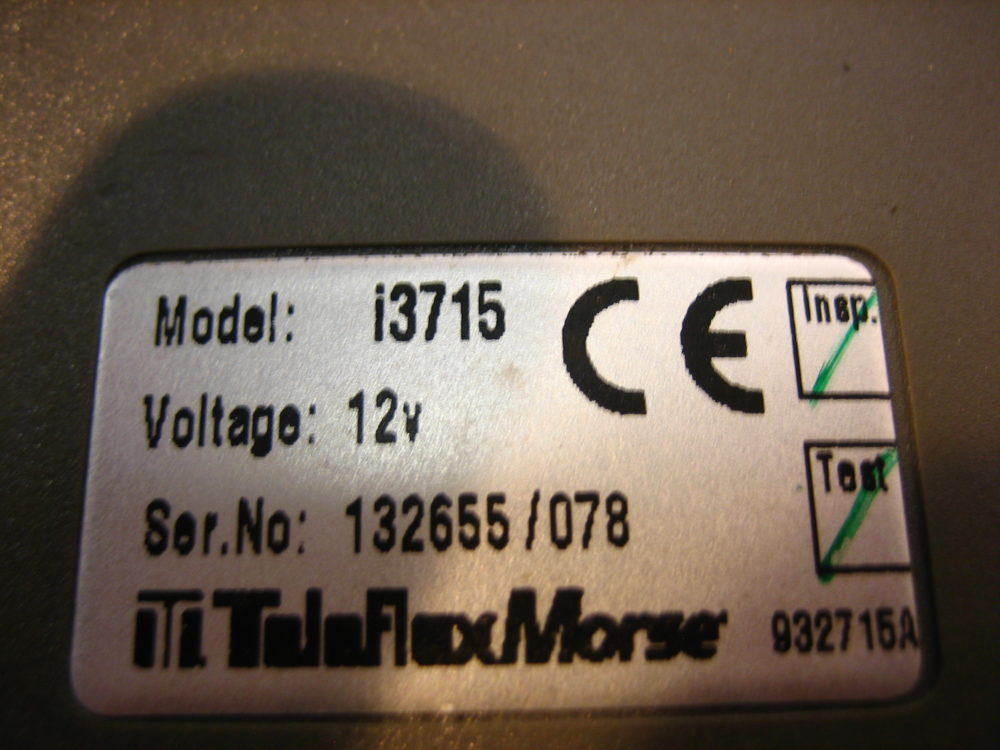 Model: i3715 CE Insp.
Voltage: 12v
Test
Ser.No: 132655/078
TeleflexMorse 932715A